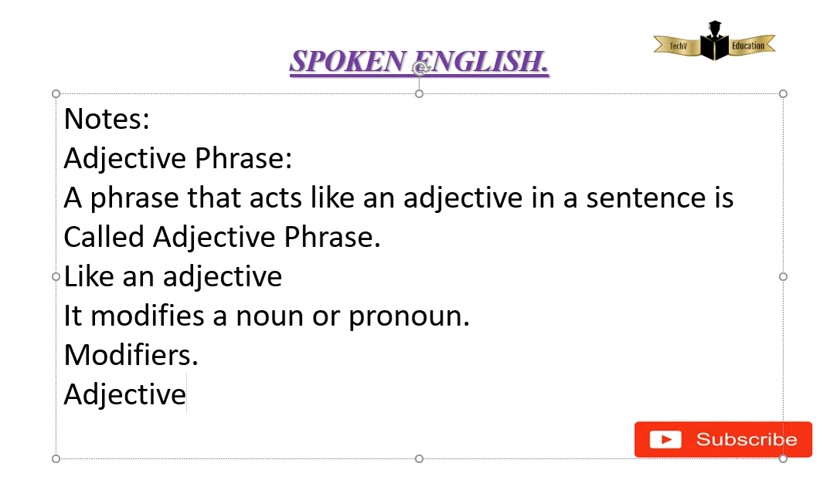 SPOKEN ENGLISH.
TechV Education
Notes:
Adjective Phrase:
A phrase that acts like an adjective in a sentence is
Called Adjective Phrase.
Like an adjective
It modifies a noun or pronoun.
Modifiers.
Adjective
Subscribe